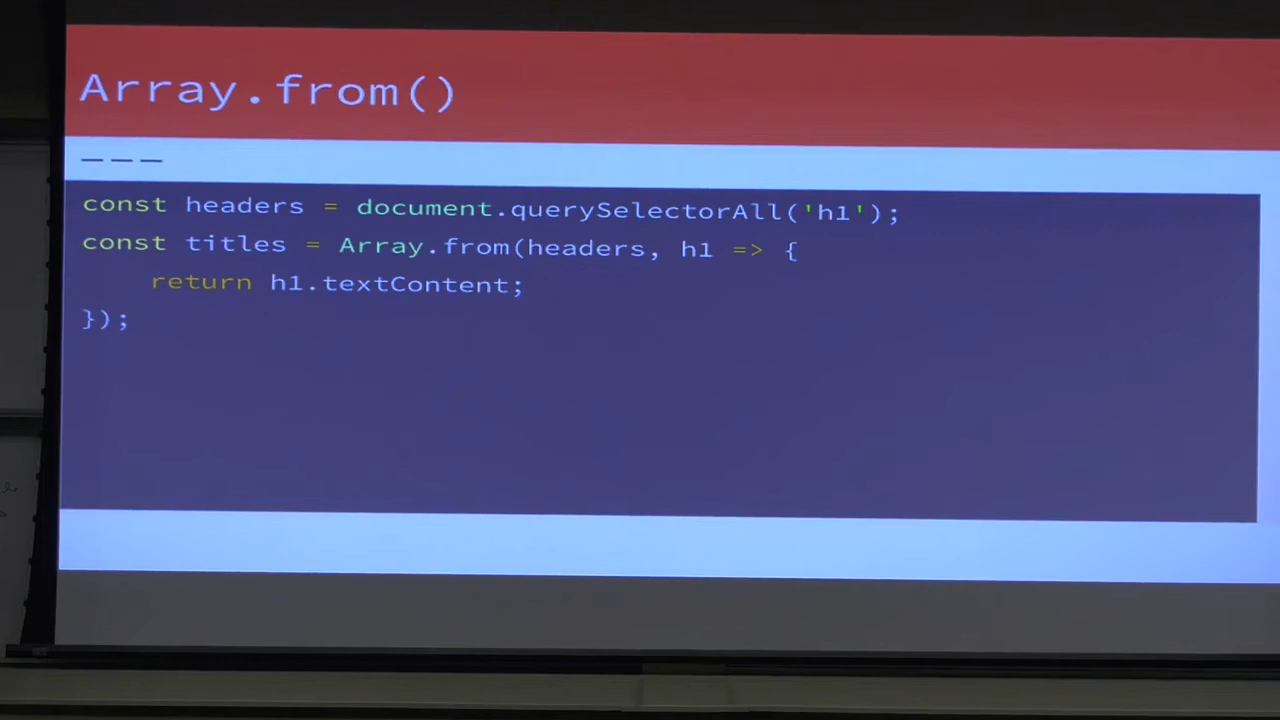 Array.from()
---
const headers = document.querySelectorAll('h1');
const titles = Array.from(headers, h1 => {
    return h1.textContent;
});